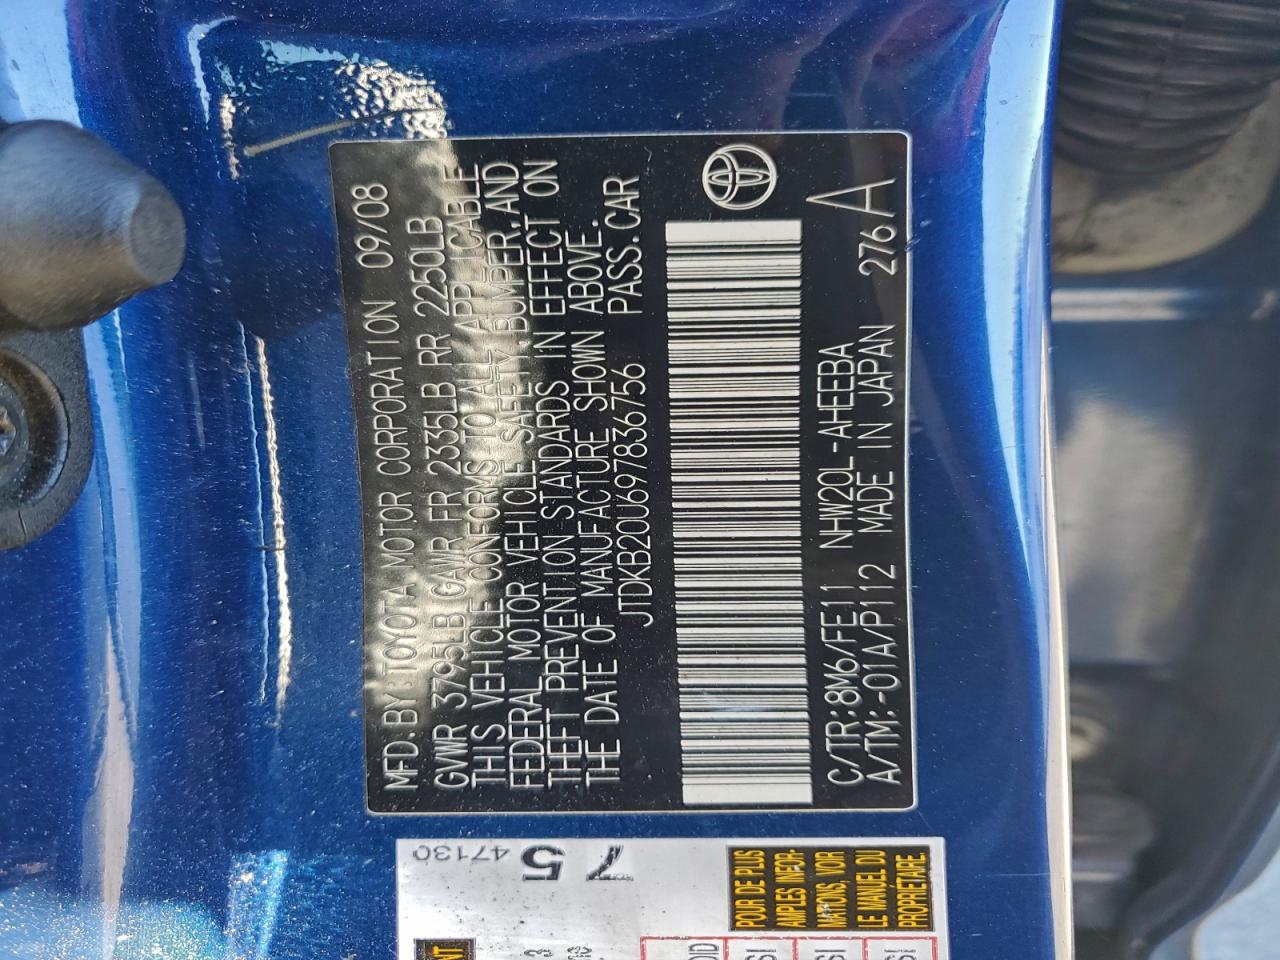 MFD. BY TOYOTA MOTOR CORPORATION 09/08
GVWR 3795LB GAWR FR 2335LB RR 2250LB
THIS VEHICLE CONFORMS TO ALL APPLICABLE
FEDERAL MOTOR VEHICLE SAFETY, BUMPER, AND
THEFT PREVENTION STANDARDS IN EFFECT ON
THE DATE OF MANUFACTURE SHOWN ABOVE.
JTDKB20U697836756 PASS. CAR
C/TR:8M6/FE11 NHW20L-AHEEBA
A/TM:-01A/P112 MADE IN JAPAN 276A
47130
75
POUR DE PLUS
AMPLES INFOR-
MATIONS, VOIR
LE MANUEL DU
PROPRIÉTAIRE